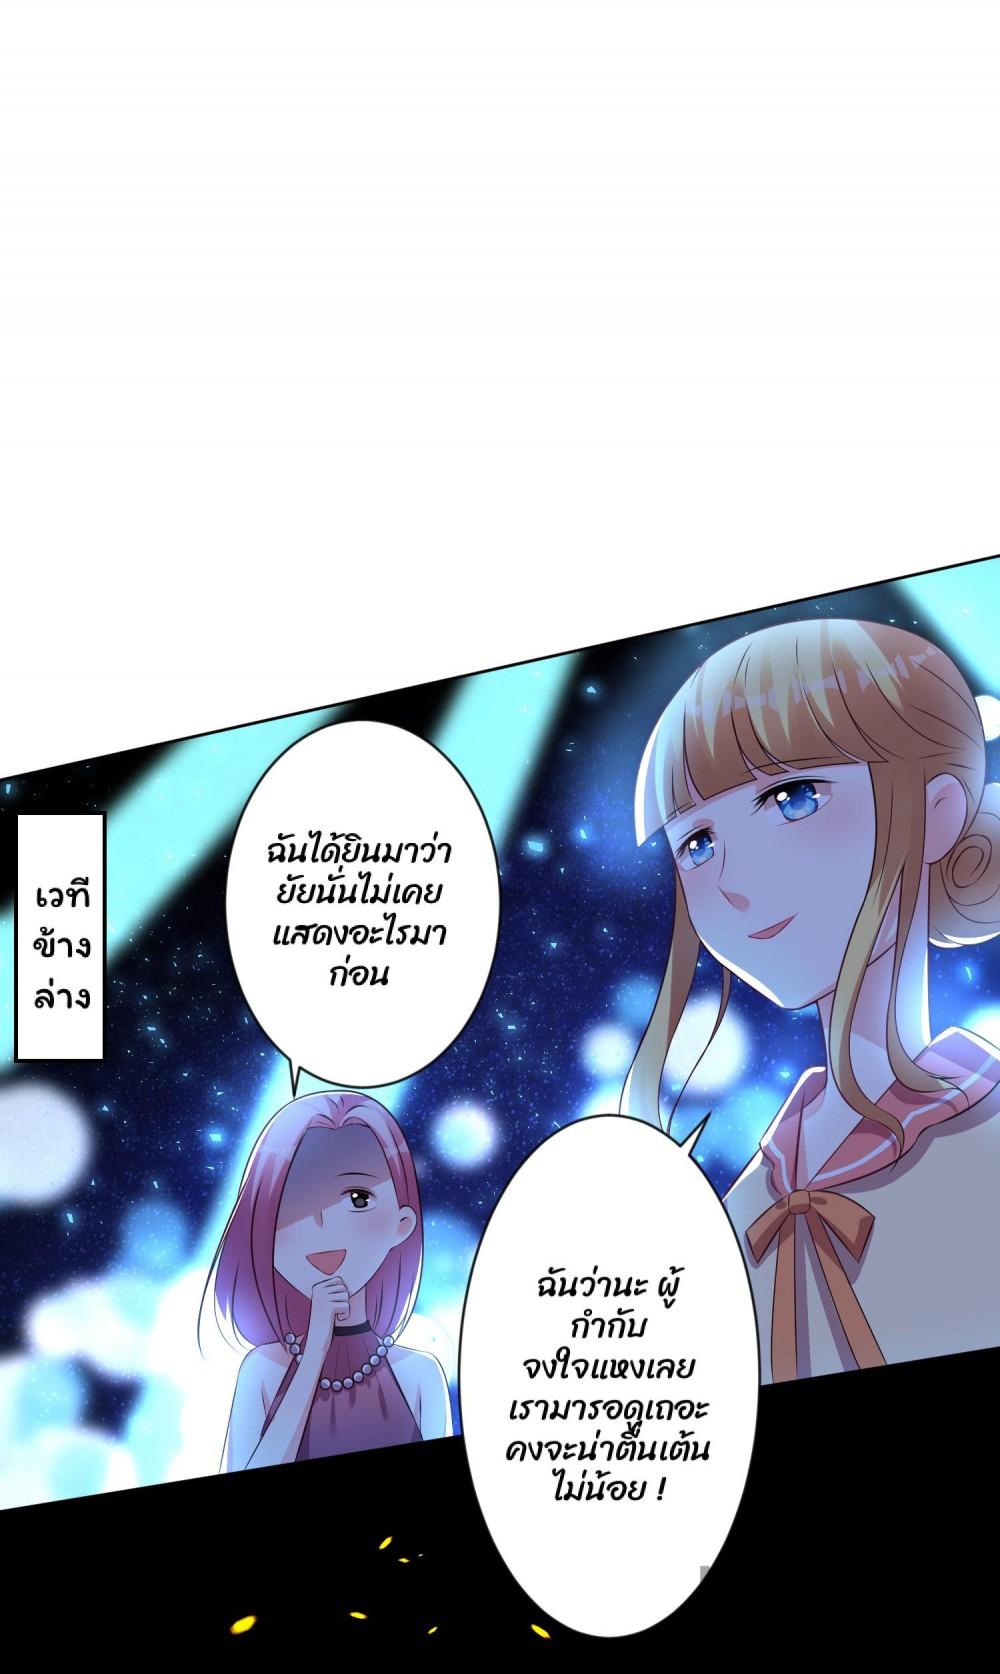 เวที
ข้าง
ล่าง
ฉันได้ยินมาว่า
ยัยนั่นไม่เคย
แสดงอะไรมา
ก่อน
ฉันว่านะ ผู้
กำกับ
จงใจแหงเลย
เรามารอดูเถอะ
คงจะน่าตื่นเต้น
ไม่น้อย !